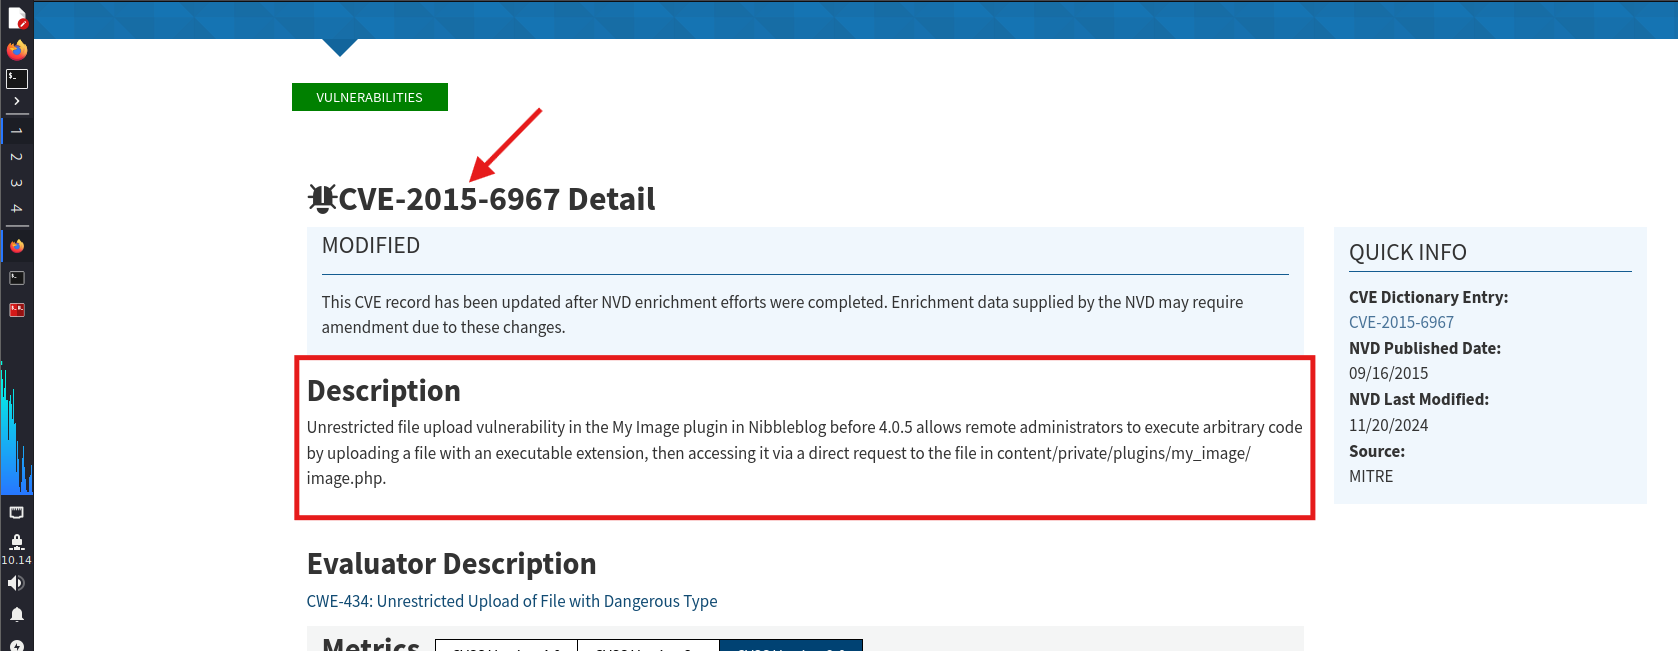 VULNERABILITIES
CVE-2015-6967 Detail
MODIFIED
This CVE record has been updated after NVD enrichment efforts were completed. Enrichment data supplied by the NVD may require
amendment due to these changes.
Description
Unrestricted file upload vulnerability in the My Image plugin in Nibbleblog before 4.0.5 allows remote administrators to execute arbitrary code
by uploading a file with an executable extension, then accessing it via a direct request to the file in content/private/plugins/my_image/
image.php.
Evaluator Description
CWE-434: Unrestricted Upload of File with Dangerous Type
Metrics
QUICK INFO
CVE Dictionary Entry:
CVE-2015-6967
NVD Published Date:
09/16/2015
NVD Last Modified:
11/20/2024
Source:
MITRE
1
2
3
4
10.14